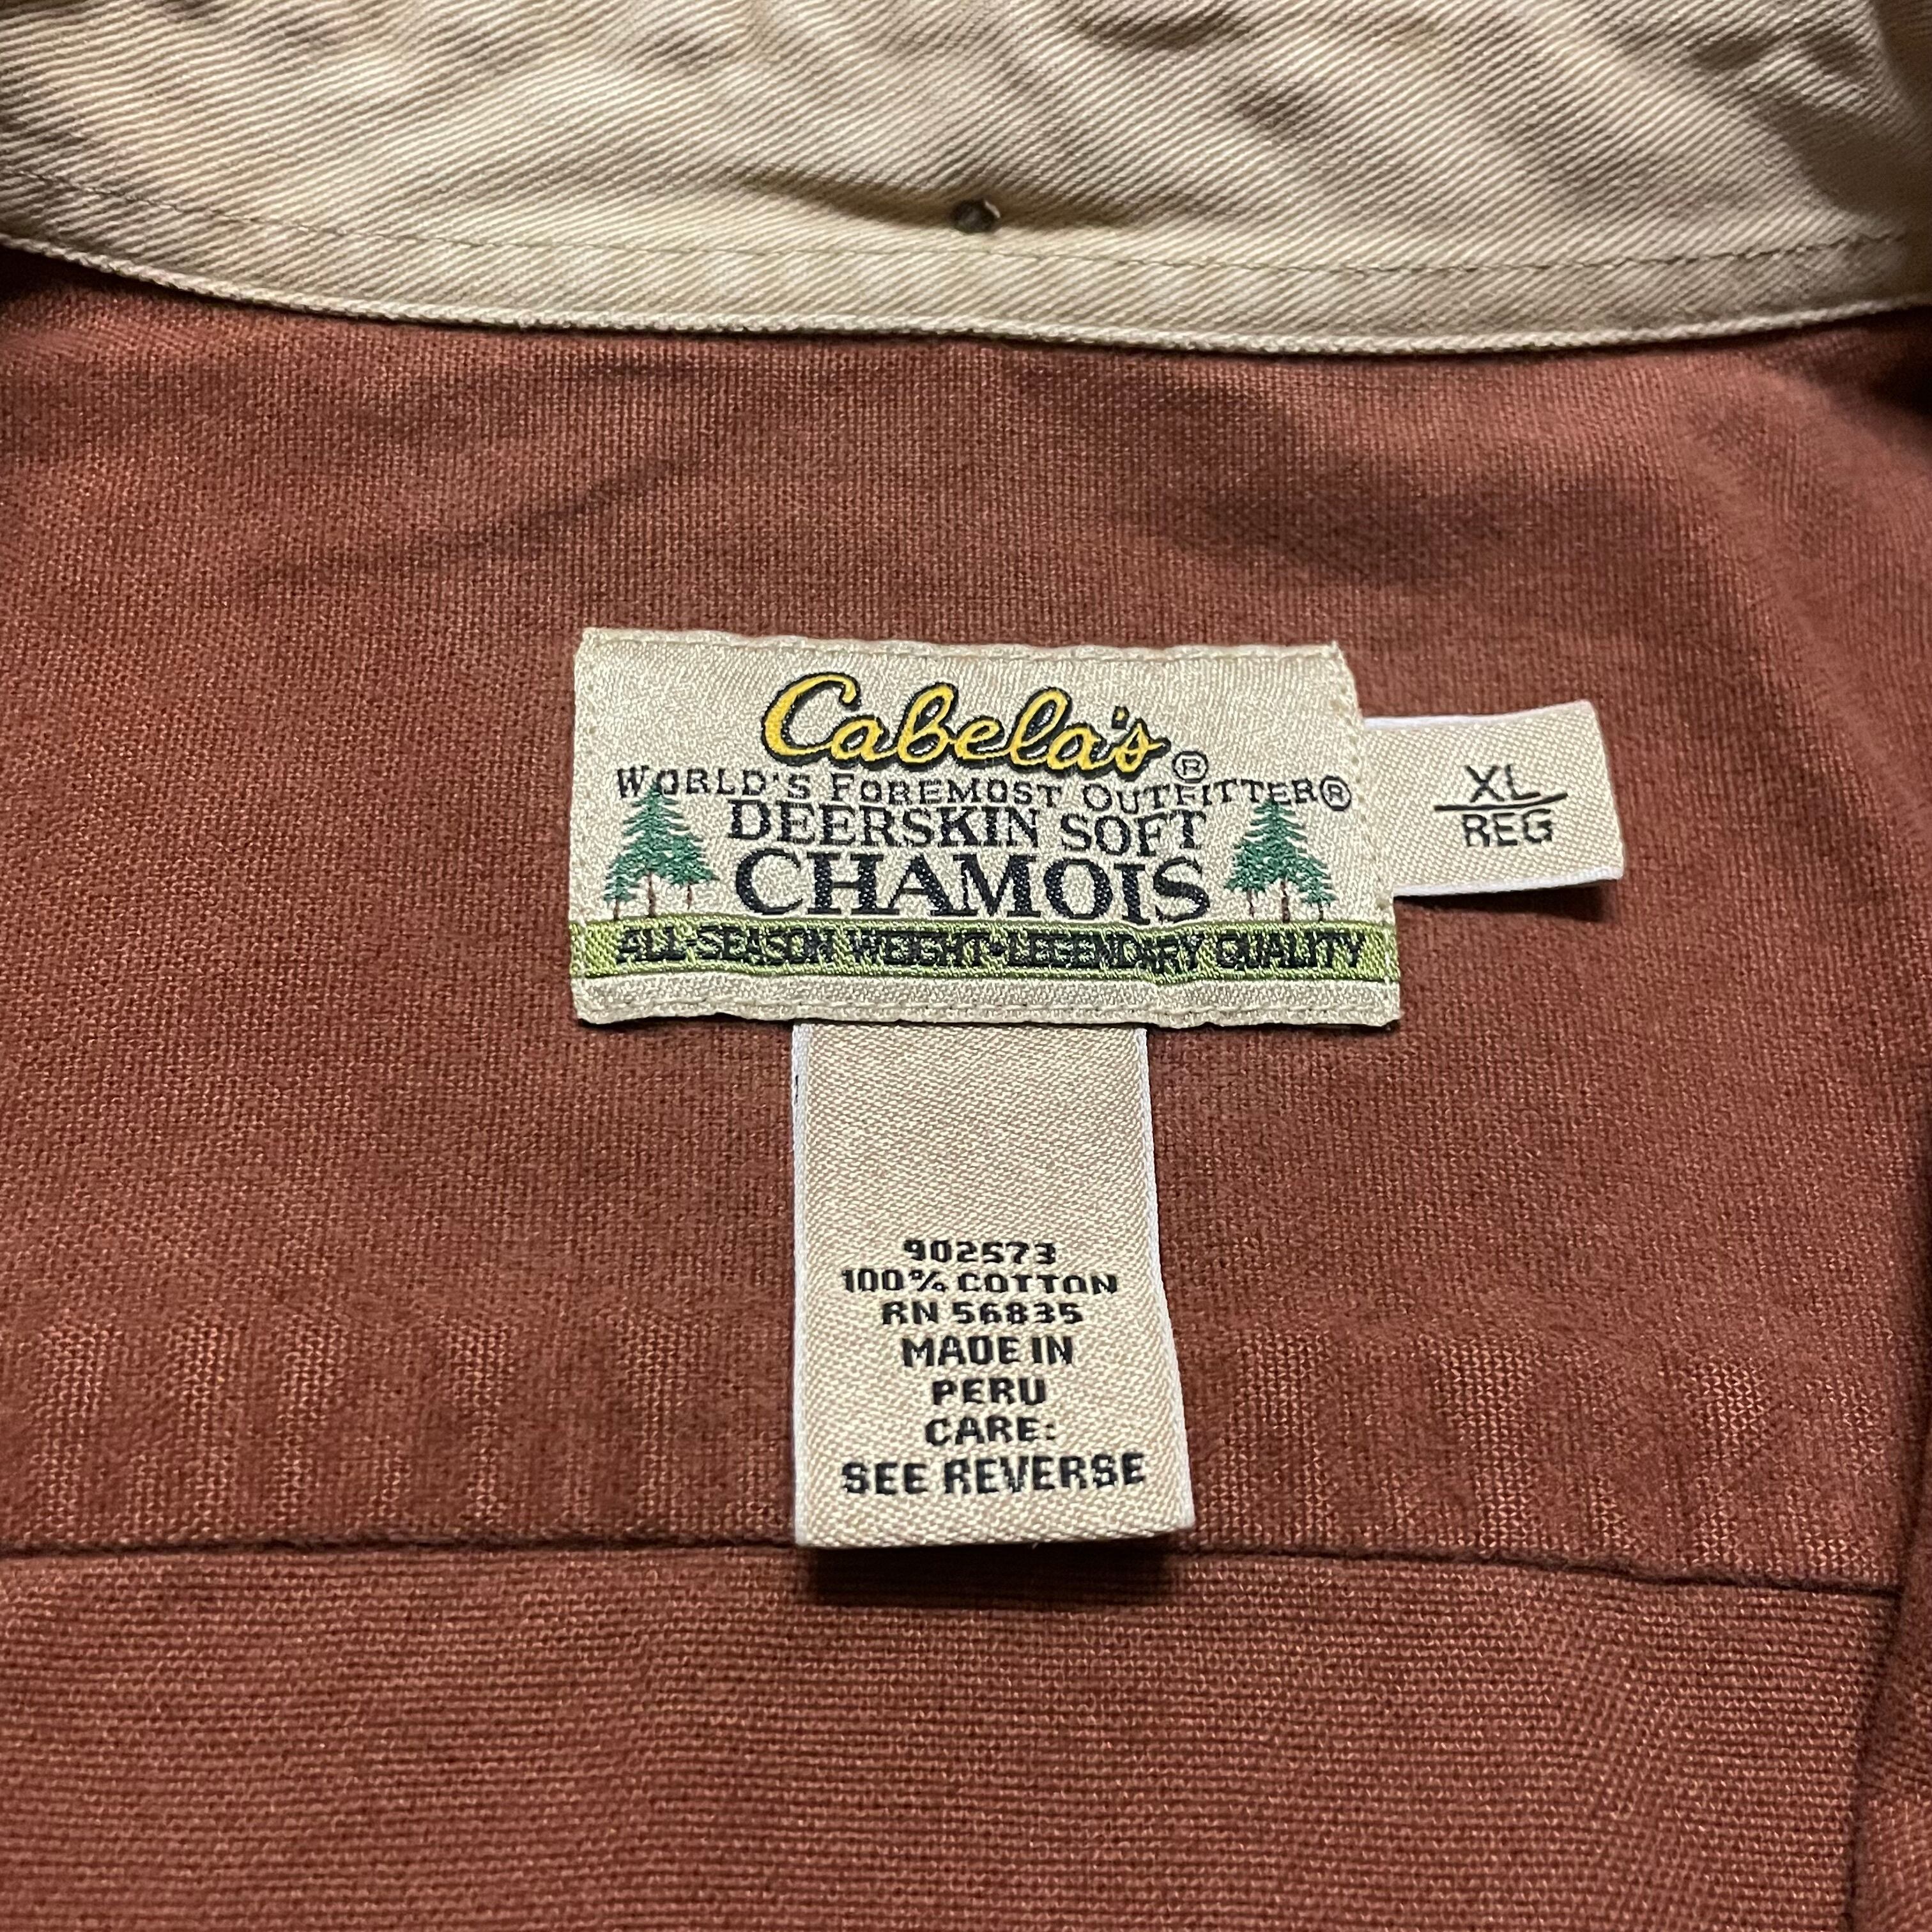 Cabela's®
WORLD'S FOREMOST OUTFITTER®
DEERSKIN SOFT
CHAMOIS
ALL-SEASON WEIGHT•LEGENDARY QUALITY
XL
REG
902573
100% COTTON
RN 56835
MADE IN
PERU
CARE:
SEE REVERSE